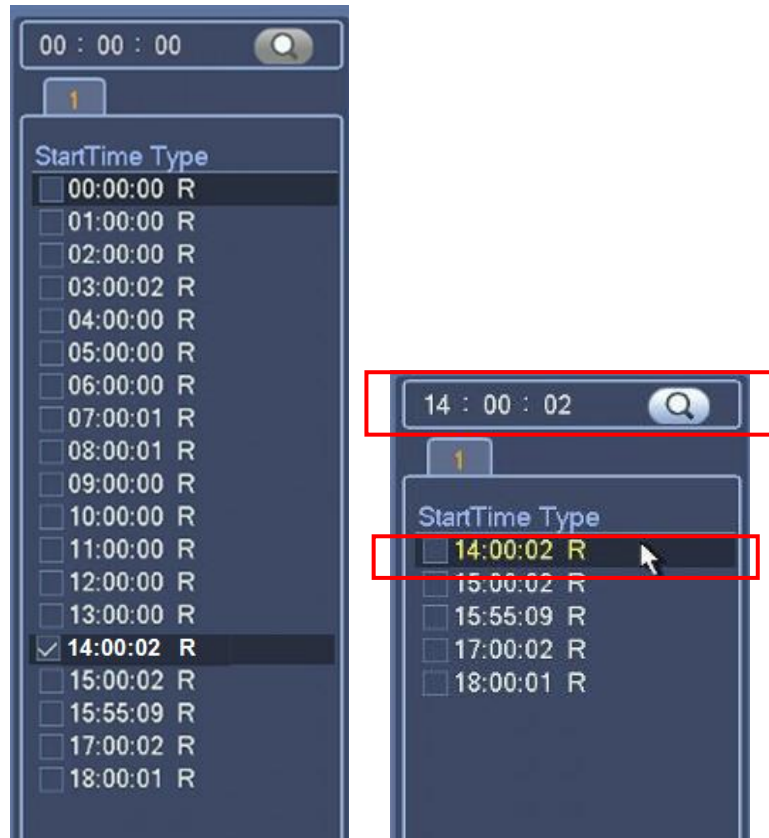 00 : 00 : 00
1
StartTime Type
00:00:00 R
01:00:00 R
02:00:00 R
03:00:02 R
04:00:00 R
05:00:00 R
06:00:00 R
07:00:01 R
08:00:01 R
09:00:00 R
10:00:00 R
11:00:00 R
12:00:00 R
13:00:00 R
14:00:02 R
15:00:02 R
15:55:09 R
17:00:02 R
18:00:01 R
14 : 00 : 02
1
StartTime Type
14:00:02 R
15:00:02 R
15:55:09 R
17:00:02 R
18:00:01 R